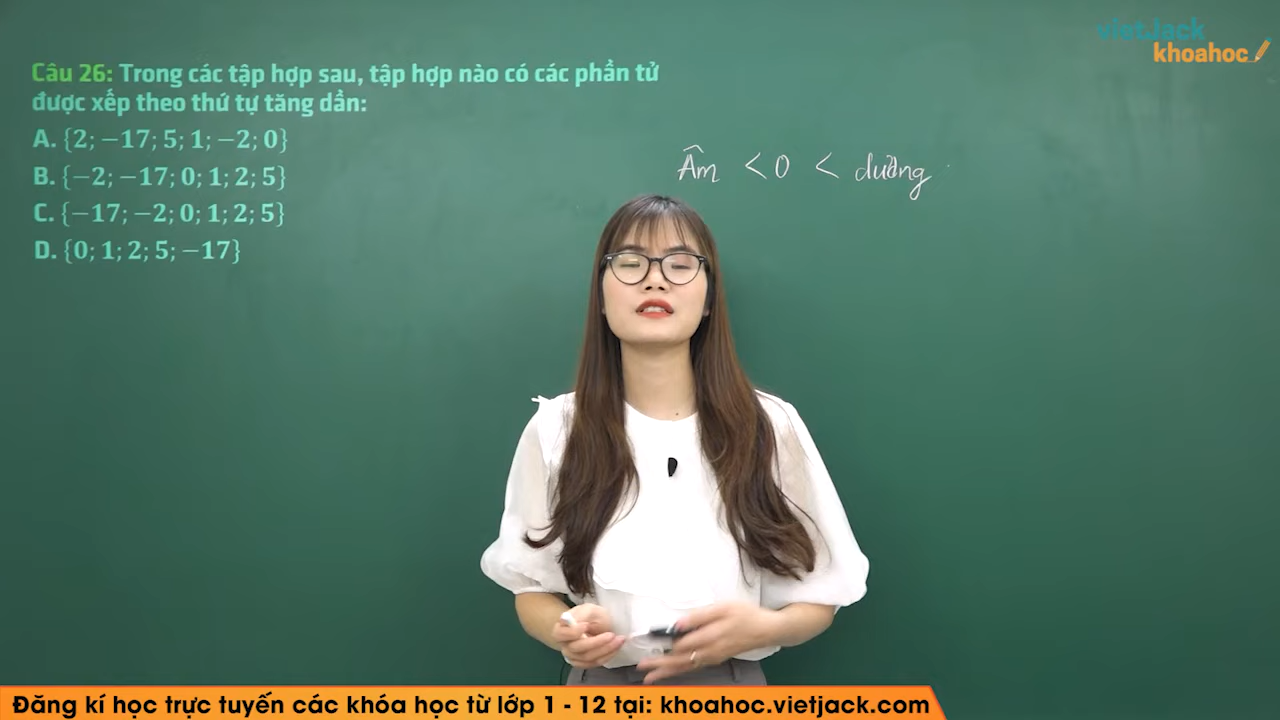 vietJack
khoahoc
Câu 26: Trong các tập hợp sau, tập hợp nào có các phần tử
được xếp theo thứ tự tăng dần:
A. {2; −17; 5; 1; −2; 0}
B. {−2; −17; 0; 1; 2; 5}
C. {−17; −2; 0; 1; 2; 5}
D. {0; 1; 2; 5; −17}
Âm < 0 < dương
Đăng kí học trực tuyến các khóa học từ lớp 1 - 12 tại: khoahoc.vietjack.com